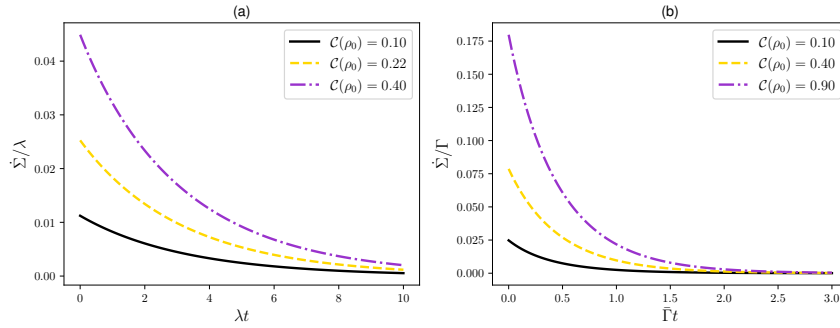 (a)
0.04
0.03
0.02
0.01
0.00
Σ̇/λ
0
2
4
6
8
10
λt
𝒞(ρ₀) = 0.10
𝒞(ρ₀) = 0.22
𝒞(ρ₀) = 0.40
(b)
0.175
0.150
0.125
0.100
0.075
0.050
0.025
0.000
Σ̇/Γ
0.0
0.5
1.0
1.5
2.0
2.5
3.0
Γ̄t
𝒞(ρ₀) = 0.10
𝒞(ρ₀) = 0.40
𝒞(ρ₀) = 0.90